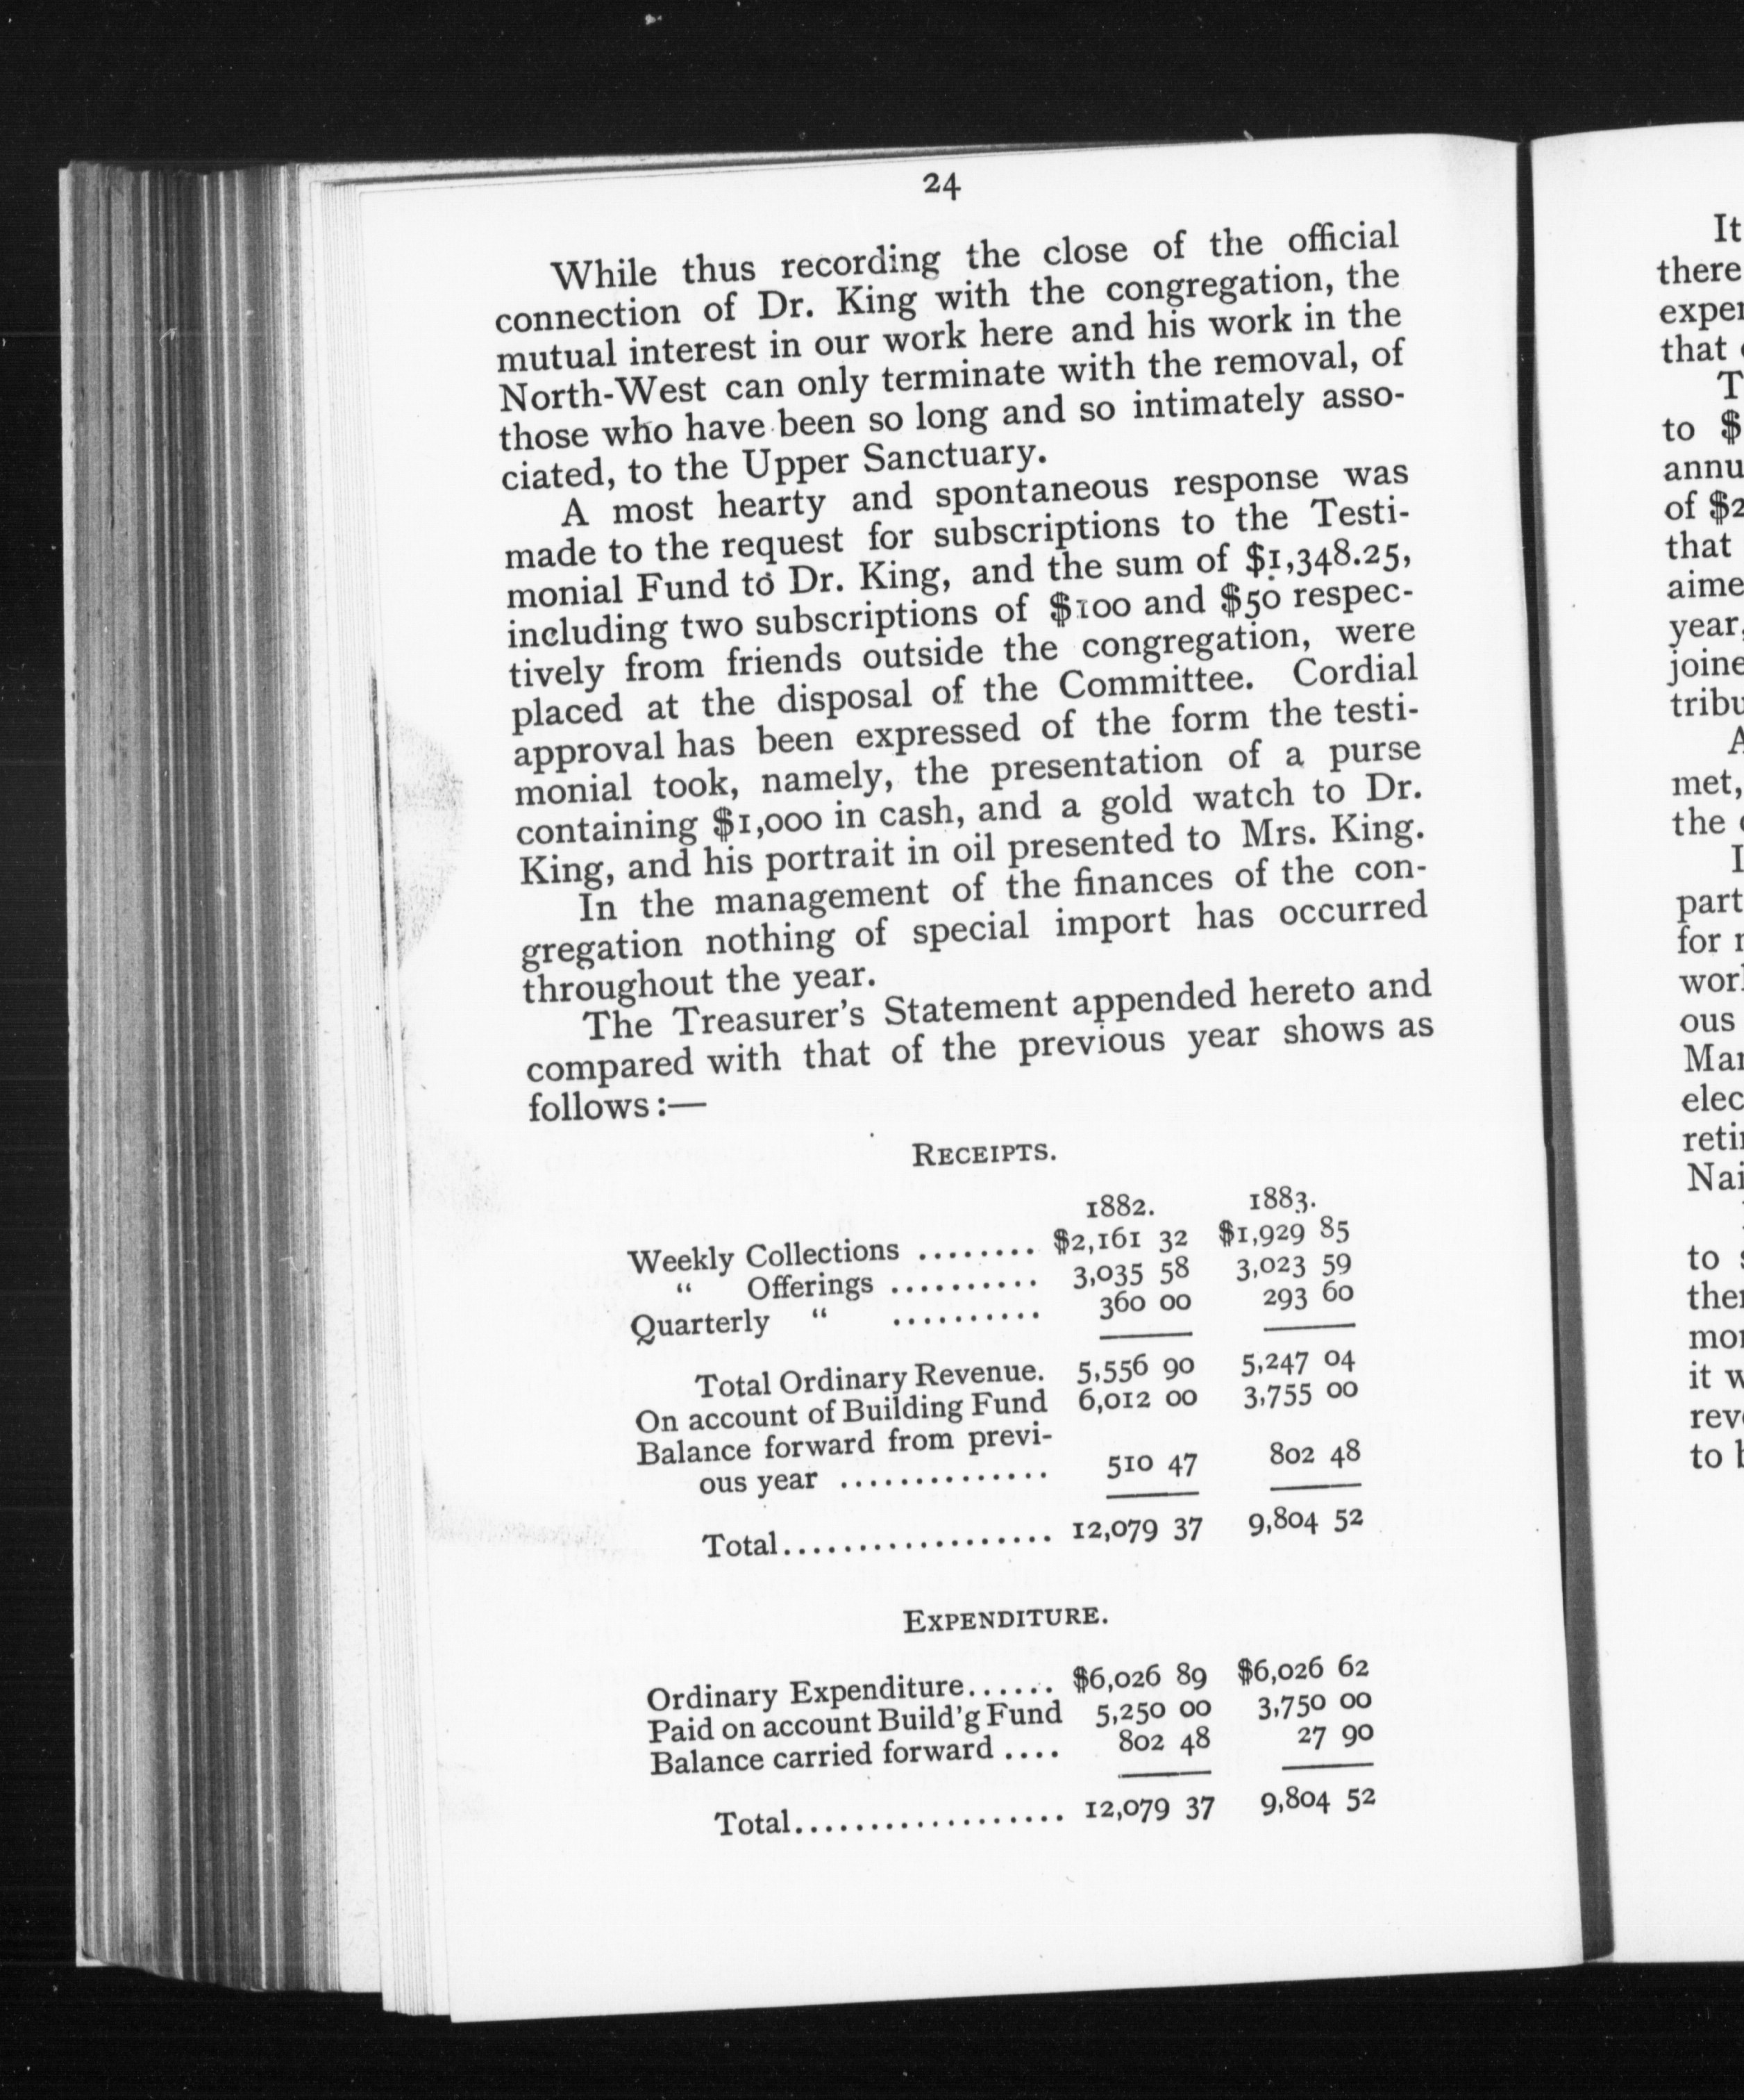 24
While thus recording the close of the official
connection of Dr. King with the congregation, the
mutual interest in our work here and his work in the
North-West can only terminate with the removal, of
those who have been so long and so intimately asso-
ciated, to the Upper Sanctuary.
A most hearty and spontaneous response was
made to the request for subscriptions to the Testi-
monial Fund to Dr. King, and the sum of $1,348.25,
including two subscriptions of $100 and $50 respec-
tively from friends outside the congregation, were
placed at the disposal of the Committee. Cordial
approval has been expressed of the form the testi-
monial took, namely, the presentation of a purse
containing $1,000 in cash, and a gold watch to Dr.
King, and his portrait in oil presented to Mrs. King.
In the management of the finances of the con-
gregation nothing of special import has occurred
throughout the year.
The Treasurer's Statement appended hereto and
compared with that of the previous year shows as
follows :—
RECEIPTS.
1882. 1883.
Weekly Collections ........ $2,161 32 $1,929 85
“ Offerings .......... 3,035 58 3,023 59
Quarterly “ .......... 360 00 293 60
Total Ordinary Revenue. 5,556 90 5,247 04
On account of Building Fund 6,012 00 3,755 00
Balance forward from previ-
ous year .............. 510 47 802 48
Total.................. 12,079 37 9,804 52
EXPENDITURE.
Ordinary Expenditure...... $6,026 89 $6,026 62
Paid on account Build'g Fund 5,250 00 3,750 00
Balance carried forward .... 802 48 27 90
Total.................. 12,079 37 9,804 52
It
there
that
to $
annu
of $2
that
aime
year,
joine
tribu
met,
the
part
for
ous
elec
to
it w
to b